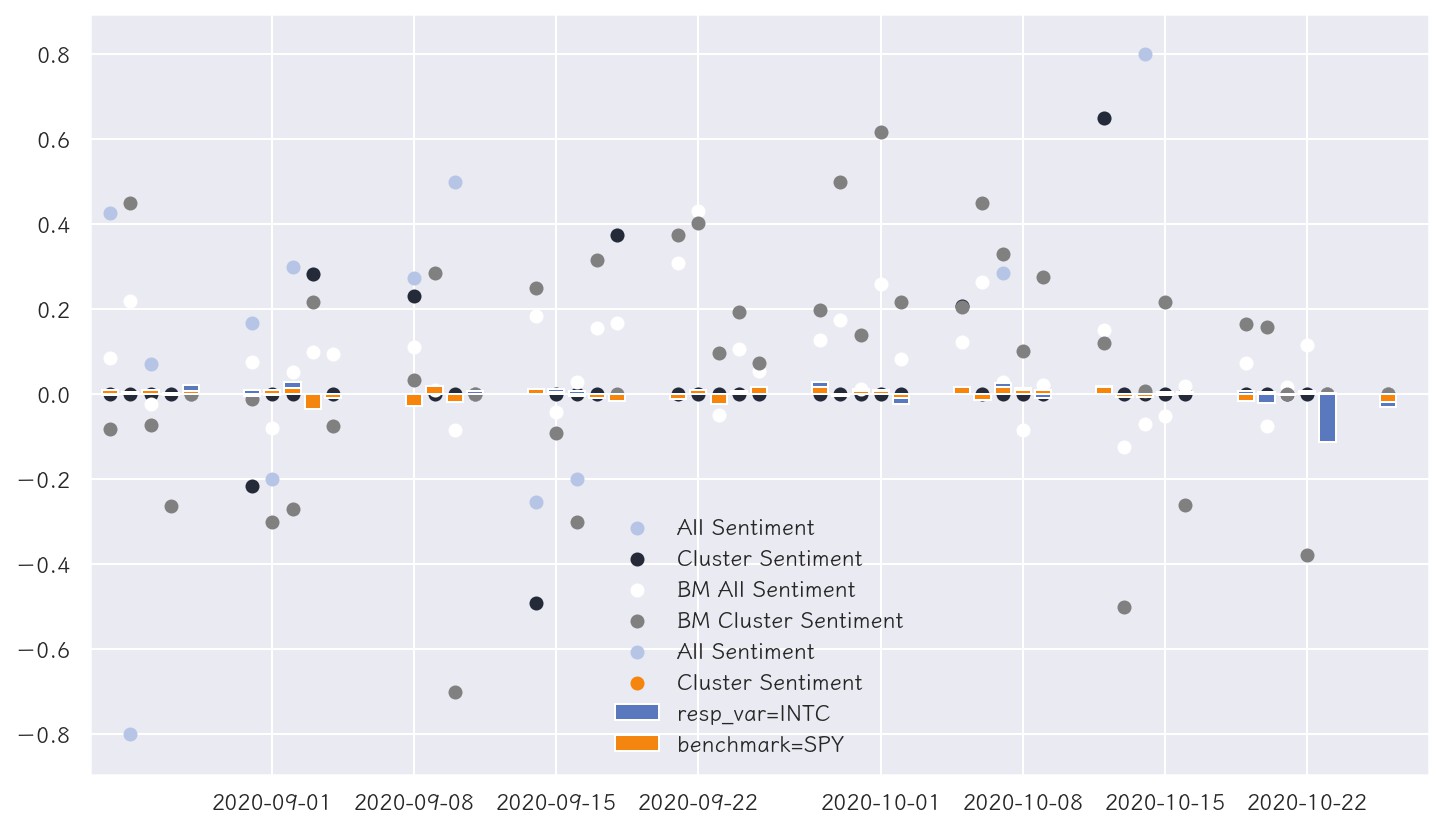 0.8
0.6
0.4
0.2
0.0
−0.2
−0.4
−0.6
−0.8
All Sentiment
Cluster Sentiment
BM All Sentiment
BM Cluster Sentiment
All Sentiment
Cluster Sentiment
resp_var=INTC
benchmark=SPY
2020-09-01 2020-09-08 2020-09-15 2020-09-22 2020-10-01 2020-10-08 2020-10-15 2020-10-22